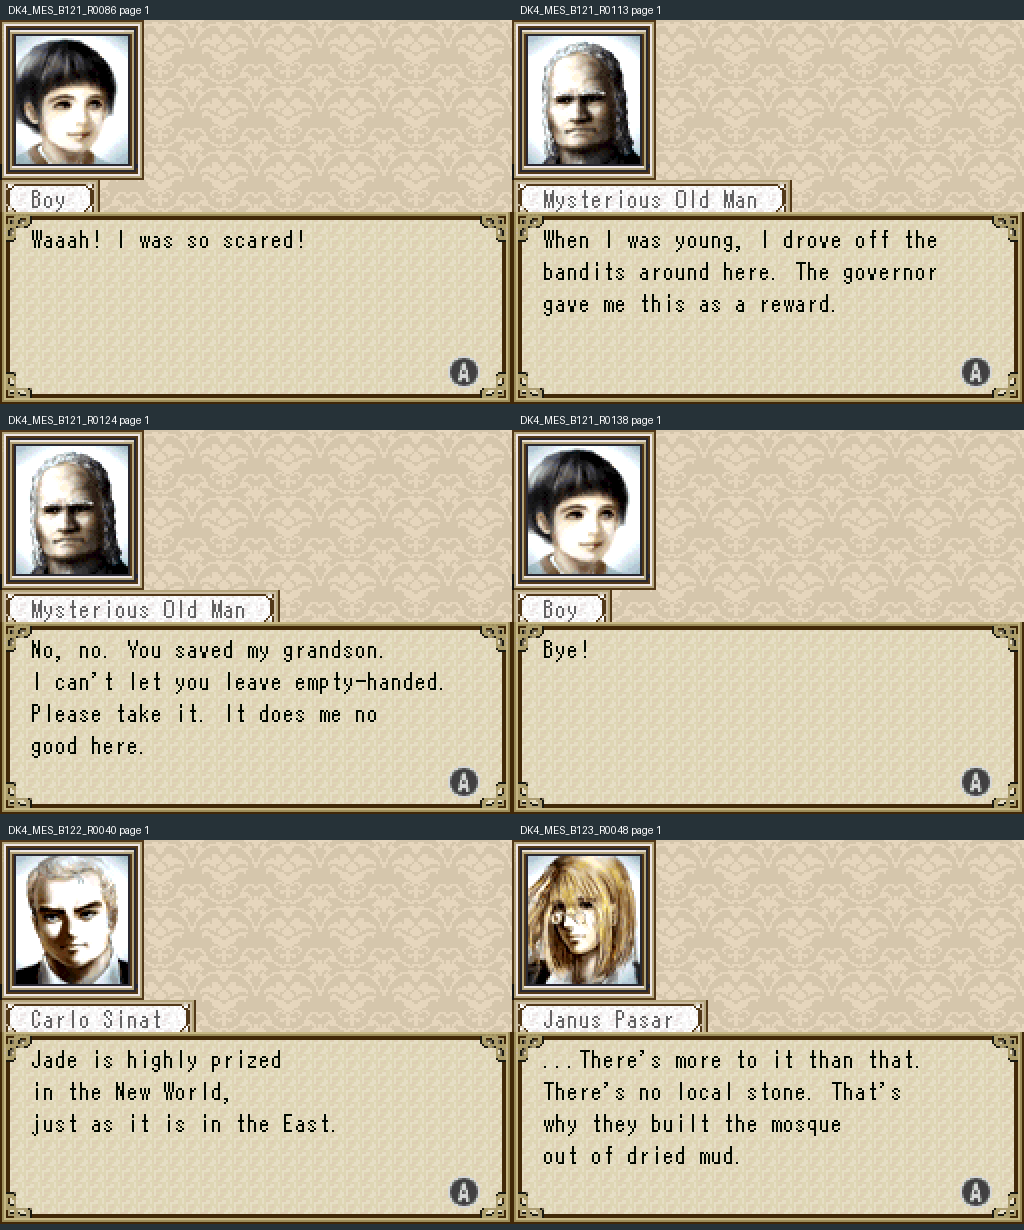 DK4_MES_B121_R0086 page 1
Boy
Waaah! I was so scared!
A
DK4_MES_B121_R0113 page 1
Mysterious Old Man
When I was young, I drove off the
bandits around here. The governor
gave me this as a reward.
A
DK4_MES_B121_R0124 page 1
Mysterious Old Man
No, no. You saved my grandson.
I can't let you leave empty-handed.
Please take it. It does me no
good here.
A
DK4_MES_B121_R0138 page 1
Boy
Bye!
A
DK4_MES_B122_R0040 page 1
Carlo Sinat
Jade is highly prized
in the New World,
just as it is in the East.
A
DK4_MES_B123_R0048 page 1
Janus Pasar
...There's more to it than that.
There's no local stone. That's
why they built the mosque
out of dried mud.
A